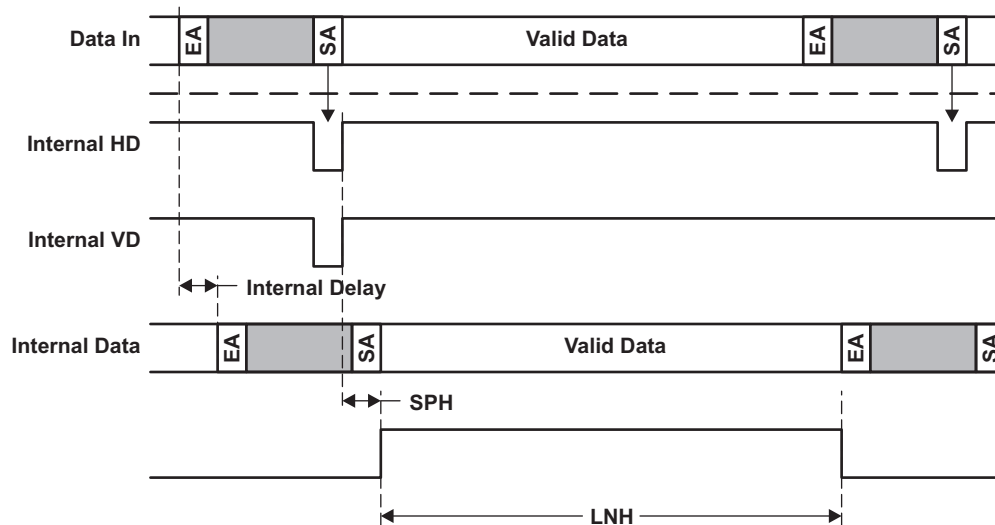 Data In
EA
SA
Valid Data
EA
SA
Internal HD
Internal VD
Internal Delay
Internal Data
EA
SA
Valid Data
EA
SA
SPH
LNH